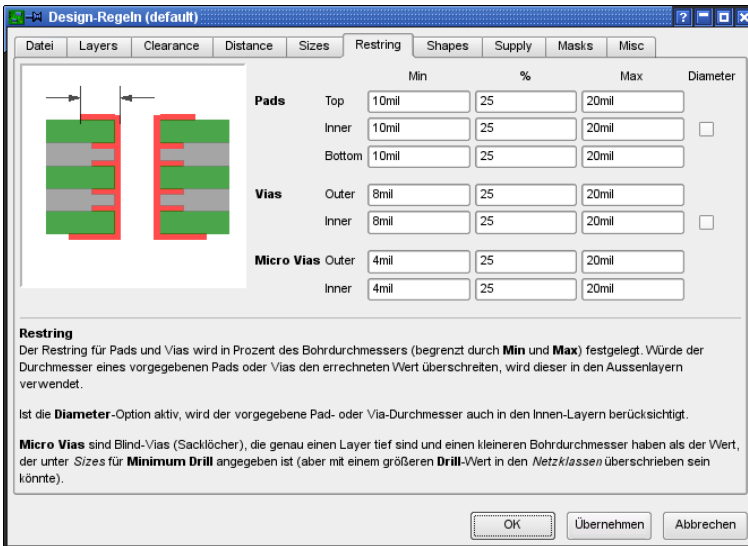 Design-Regeln (default)
Datei Layers Clearance Distance Sizes Restring Shapes Supply Masks Misc
Min % Max Diameter
Pads Top 10mil 25 20mil
Inner 10mil 25 20mil
Bottom 10mil 25 20mil
Vias Outer 8mil 25 20mil
Inner 8mil 25 20mil
Micro Vias Outer 4mil 25 20mil
Inner 4mil 25 20mil
Restring
Der Restring für Pads und Vias wird in Prozent des Bohrdurchmessers (begrenzt durch Min und Max) festgelegt. Würde der
Durchmesser eines vorgegebenen Pads oder Vias den errechneten Wert überschreiten, wird dieser in den Aussenlayern
verwendet.
Ist die Diameter-Option aktiv, wird der vorgegebene Pad- oder Via-Durchmesser auch in den Innen-Layern berücksichtigt.
Micro Vias sind Blind-Vias (Sacklöcher), die genau einen Layer tief sind und einen kleineren Bohrdurchmesser haben als der Wert,
der unter Sizes für Minimum Drill angegeben ist (aber mit einem größeren Drill-Wert in den Netzklassen überschrieben sein
könnte).
OK Übernehmen Abbrechen